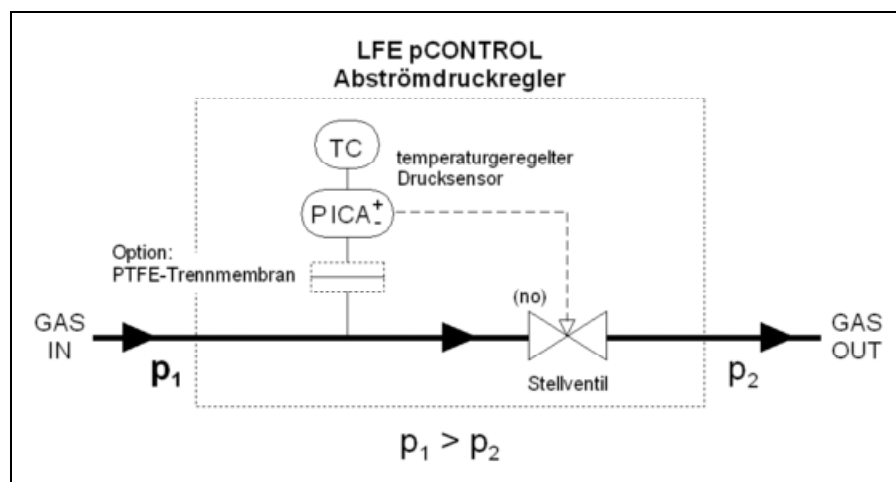 LFE pCONTROL
Abströmdruckregler
TC
temperaturgeregelter
Drucksensor
PICA+-
Option:
PTFE-Trennmembran
(no)
GAS
IN
GAS
OUT
p1
Stellventil
p2
p1 > p2